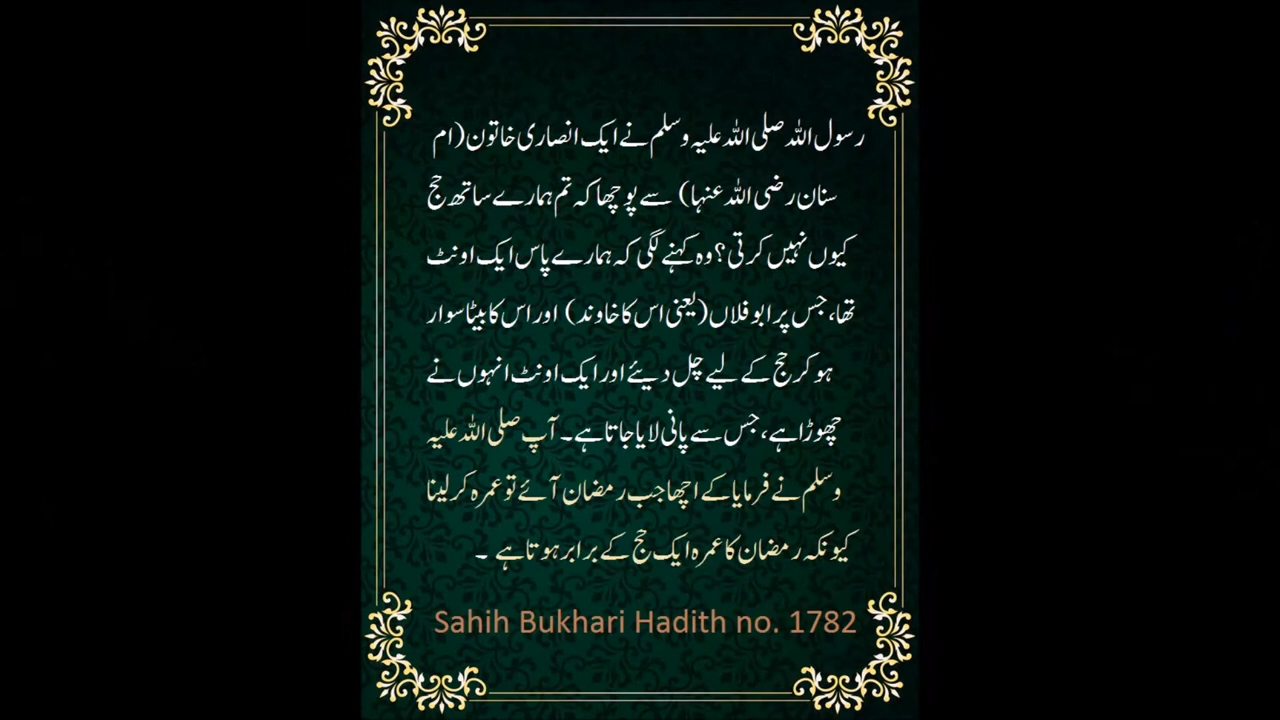 رسول اللہ صلی اللہ علیہ وسلم نے ایک انصاری خاتون (ام
سنان رضی اللہ عنہا) سے پوچھا کہ تم ہمارے ساتھ حج
کیوں نہیں کرتی؟ وہ کہنے لگی کہ ہمارے پاس ایک اونٹ
تھا، جس پر ابو فلاں (یعنی اس کا خاوند) اور اس کا بیٹا سوار
ہو کر حج کے لیے چل دیئے اور ایک اونٹ انہوں نے
چھوڑا ہے، جس سے پانی لایا جاتا ہے۔ آپ صلی اللہ علیہ
وسلم نے فرمایا کے اچھا جب رمضان آئے تو عمرہ کر لینا
کیونکہ رمضان کا عمرہ ایک حج کے برابر ہوتا ہے ۔
Sahih Bukhari Hadith no. 1782